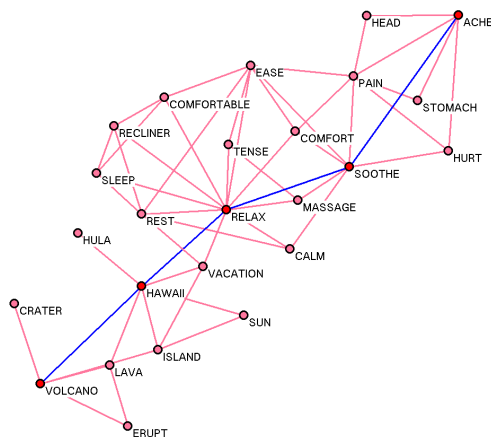 HEAD
ACHE
EASE
PAIN
COMFORTABLE
STOMACH
RECLINER
COMFORT
TENSE
HURT
SOOTHE
SLEEP
MASSAGE
REST
RELAX
HULA
CALM
VACATION
HAWAII
CRATER
SUN
ISLAND
LAVA
VOLCANO
ERUPT